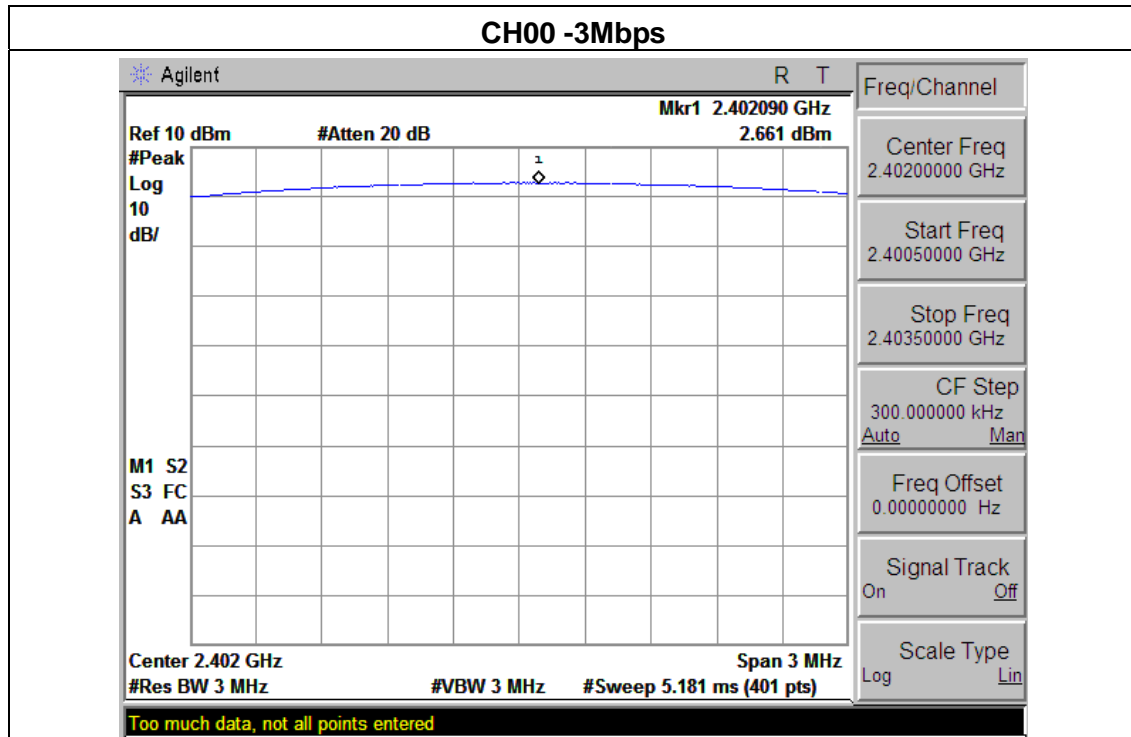 CH00 -3Mbps
Agilent R T
Mkr1 2.402090 GHz
Ref 10 dBm #Atten 20 dB 2.661 dBm
#Peak
Log
10
dB/
1
M1 S2
S3 FC
A AA
Center 2.402 GHz Span 3 MHz
#Res BW 3 MHz #VBW 3 MHz #Sweep 5.181 ms (401 pts)
Too much data, not all points entered
Freq/Channel
Center Freq
2.40200000 GHz
Start Freq
2.40050000 GHz
Stop Freq
2.40350000 GHz
CF Step
300.000000 kHz
Auto Man
Freq Offset
0.00000000 Hz
Signal Track
On Off
Scale Type
Log Lin